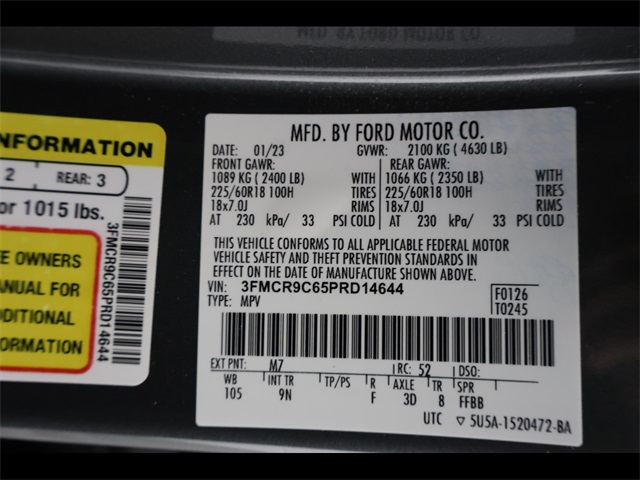 NFORMATION
2 REAR: 3
or 1015 lbs.
E OWNERS
ANUAL FOR
DDITIONAL
ORMATION
3FMCR9C65PRD14644
MFD. BY FORD MOTOR CO.
DATE: 01/23 GVWR: 2100 KG ( 4630 LB)
FRONT GAWR: REAR GAWR:
1089 KG ( 2400 LB) WITH 1066 KG ( 2350 LB) WITH
225/60R18 100H TIRES 225/60R18 100H TIRES
18x7.0J RIMS 18x7.0J RIMS
AT 230 kPa/ 33 PSI COLD AT 230 kPa/ 33 PSI COLD
THIS VEHICLE CONFORMS TO ALL APPLICABLE FEDERAL MOTOR
VEHICLE SAFETY AND THEFT PREVENTION STANDARDS IN
EFFECT ON THE DATE OF MANUFACTURE SHOWN ABOVE.
VIN: 3FMCR9C65PRD14644
TYPE: MPV
F0126
T0245
EXT PNT: M7 RC: 52 DSO:
WB INT TR TP/PS R AXLE TR SPR
105 9N F 3D 8 FFBB
UTC ▽ 5U5A-1520472-BA